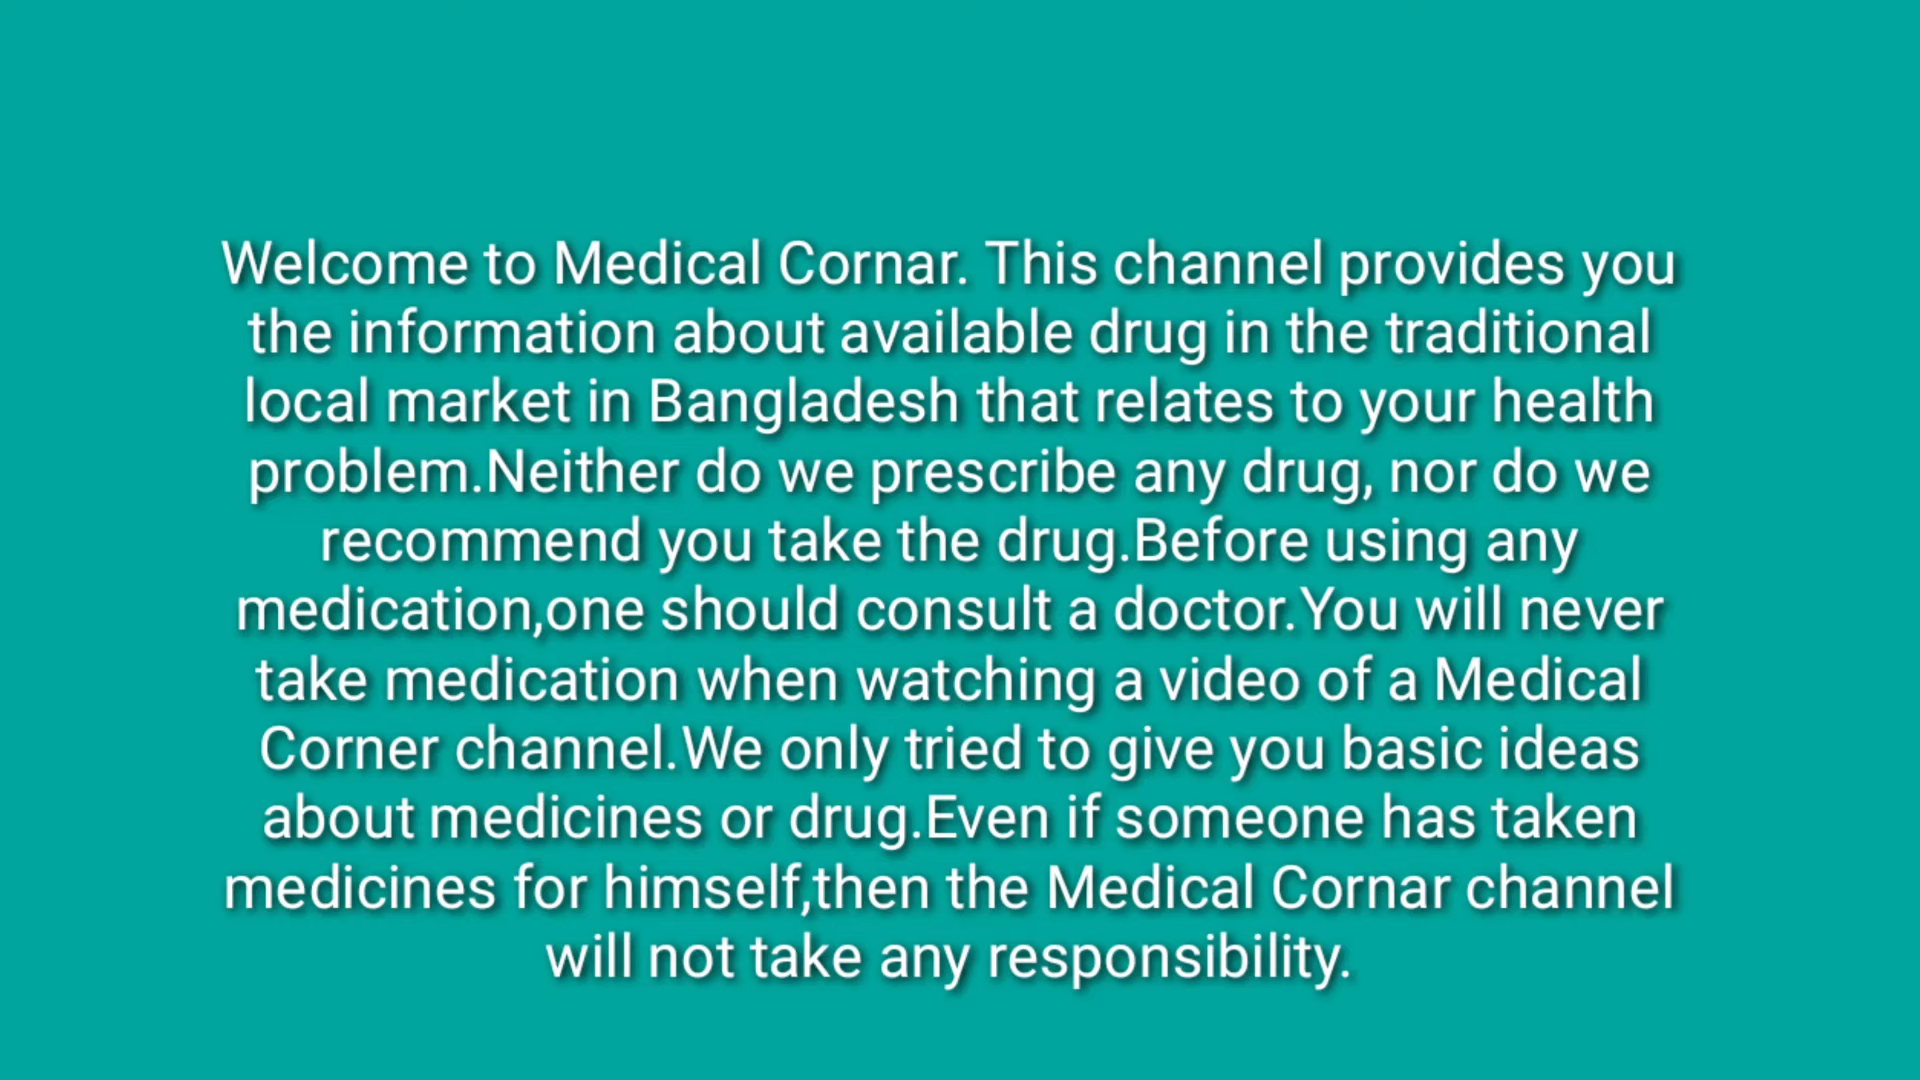 Welcome to Medical Cornar. This channel provides you
the information about available drug in the traditional
local market in Bangladesh that relates to your health
problem.Neither do we prescribe any drug, nor do we
recommend you take the drug.Before using any
medication,one should consult a doctor.You will never
take medication when watching a video of a Medical
Corner channel.We only tried to give you basic ideas
about medicines or drug.Even if someone has taken
medicines for himself,then the Medical Cornar channel
will not take any responsibility.